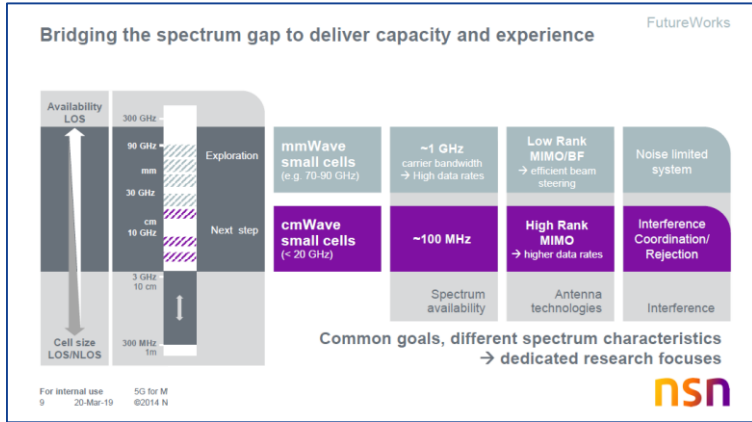 FutureWorks
Bridging the spectrum gap to deliver capacity and experience
Availability
LOS
300 GHz
90 GHz
mm
30 GHz
cm
10 GHz
3 GHz
10 cm
300 MHz
1m
Exploration
Next step
Cell size
LOS/NLOS
mmWave
small cells
(e.g. 70-90 GHz)
~1 GHz
carrier bandwidth
→ High data rates
Low Rank
MIMO/BF
→ efficient beam
steering
Noise limited
system
cmWave
small cells
(< 20 GHz)
~100 MHz
High Rank
MIMO
→ higher data rates
Interference
Coordination/
Rejection
Spectrum
availability
Antenna
technologies
Interference
Common goals, different spectrum characteristics
→ dedicated research focuses
For internal use
9 20-Mar-19
5G for M
©2014 N
nsn